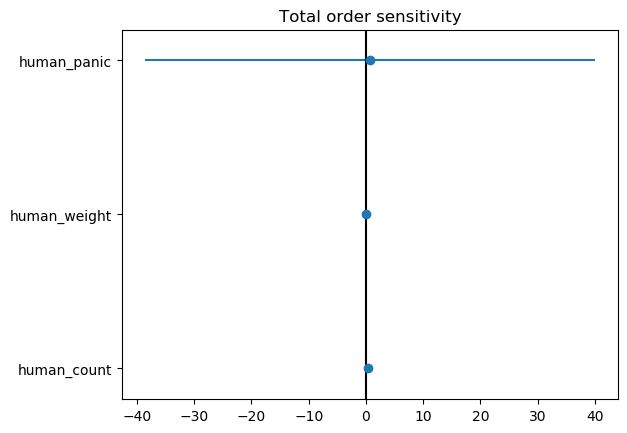 Total order sensitivity
human_panic
human_weight
human_count
−40 −30 −20 −10 0 10 20 30 40